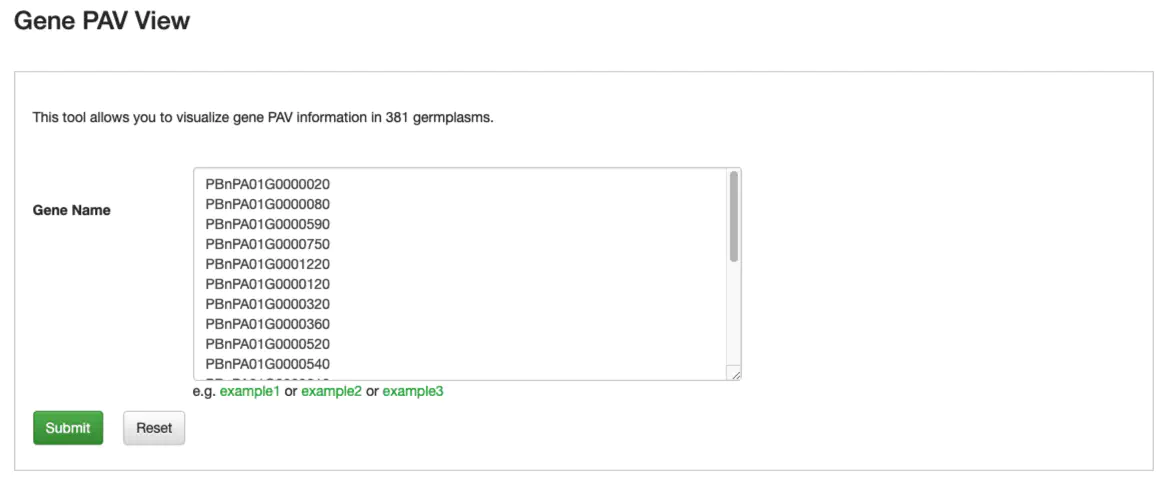 Gene PAV View
This tool allows you to visualize gene PAV information in 381 germplasms.
Gene Name
PBnPA01G0000020
PBnPA01G0000080
PBnPA01G0000590
PBnPA01G0000750
PBnPA01G0001220
PBnPA01G0000120
PBnPA01G0000320
PBnPA01G0000360
PBnPA01G0000520
PBnPA01G0000540
e.g. example1 or example2 or example3
Submit Reset